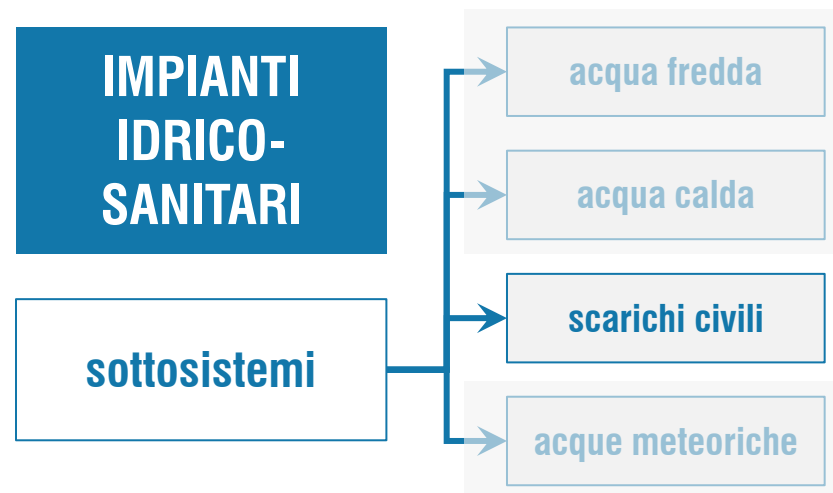 IMPIANTI
IDRICO-
SANITARI
sottosistemi
acqua fredda
acqua calda
scarichi civili
acque meteoriche